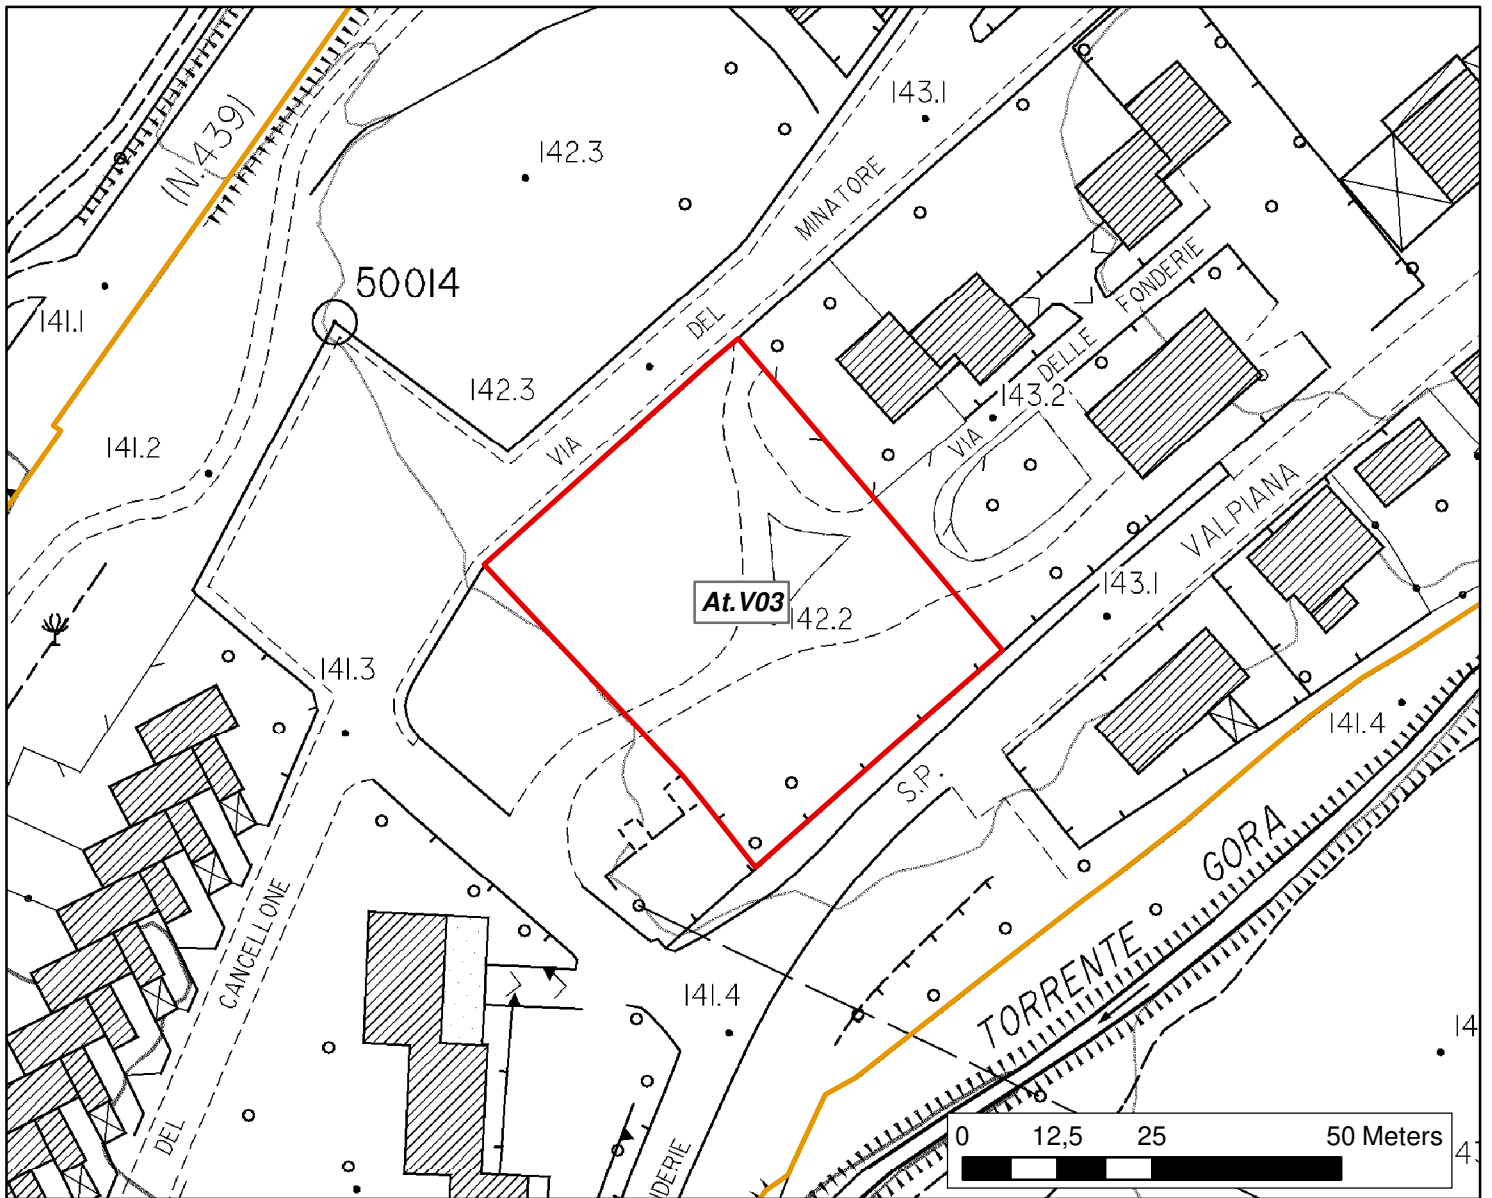 (N.439)
143.1
142.3
MINATORE
50014
141.1
DEL
FONDERIE
DELLE
142.3
143.2
VIA
VIA
141.2
VALPIANA
At.V03
142.2
143.1
141.3
141.4
S.P.
GORA
CANCELLONE
TORRENTE
141.4
14
DEL
NDERIE
0 12,5 25 50 Meters